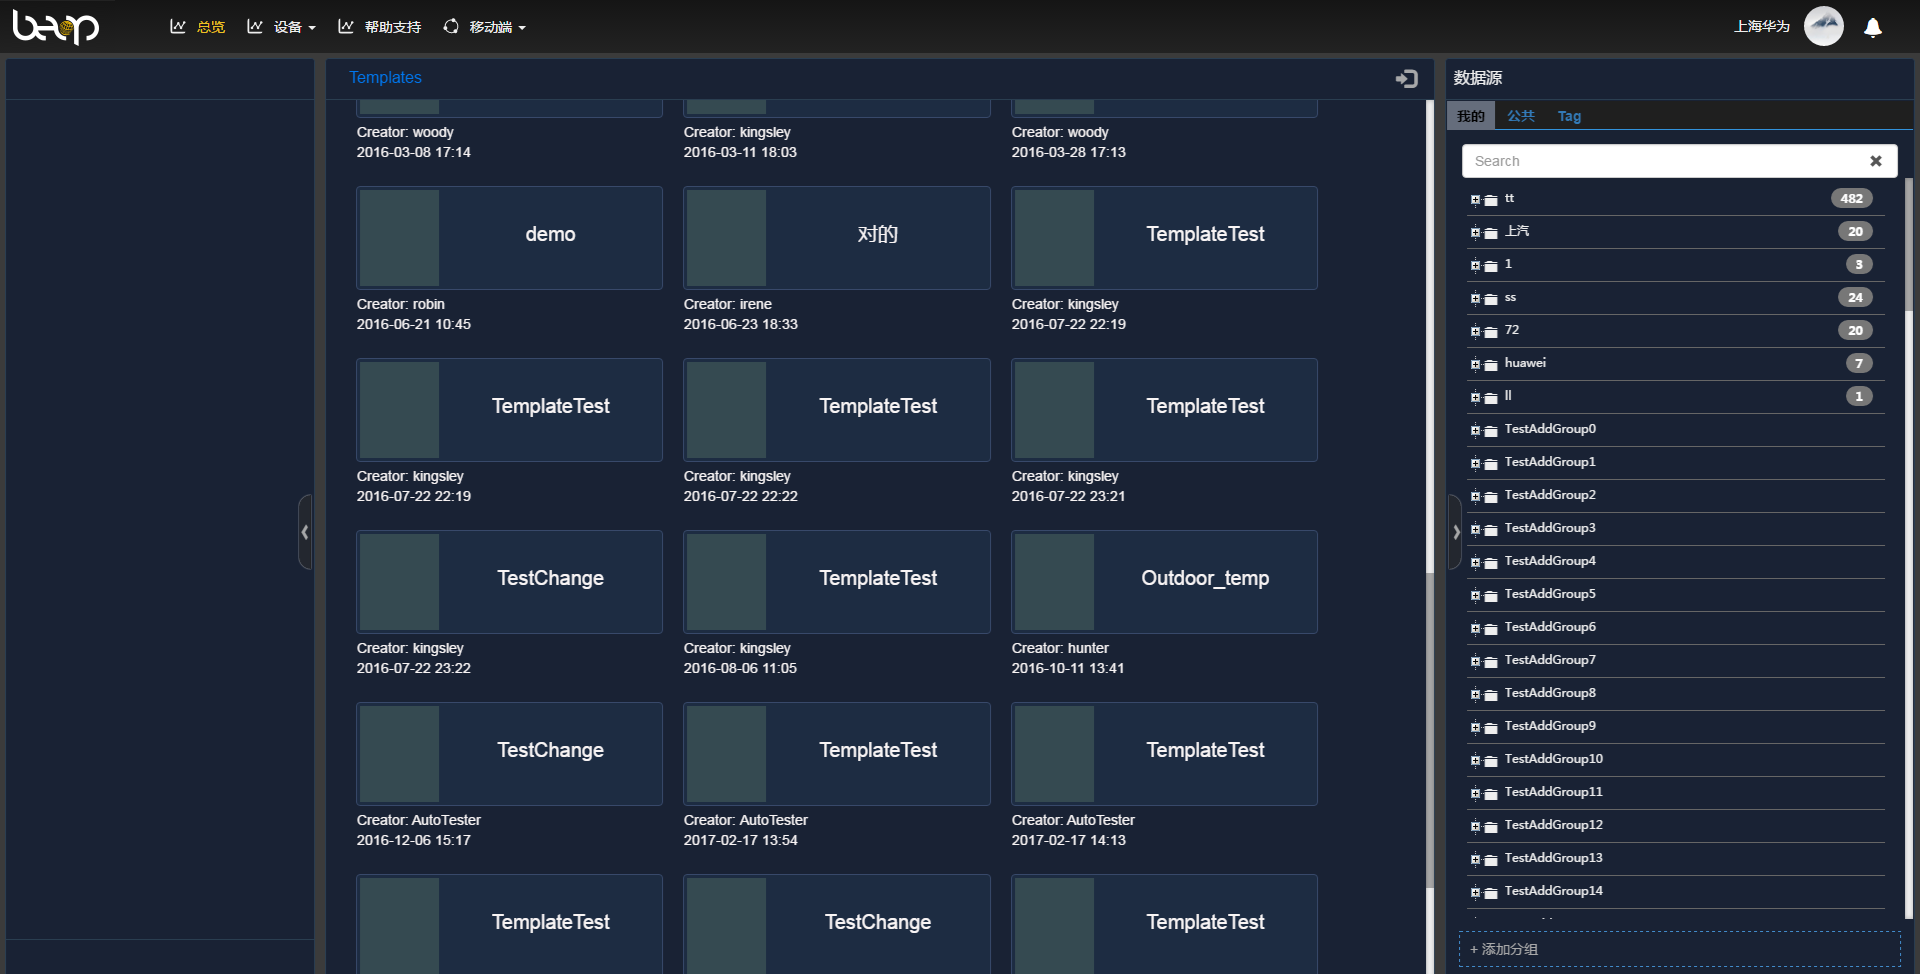 beop
总览
设备
帮助支持
移动端
上海华为
Templates
Creator: woody
2016-03-08 17:14
Creator: kingsley
2016-03-11 18:03
Creator: woody
2016-03-28 17:13
demo
Creator: robin
2016-06-21 10:45
对的
Creator: irene
2016-06-23 18:33
TemplateTest
Creator: kingsley
2016-07-22 22:19
TemplateTest
Creator: kingsley
2016-07-22 22:19
TemplateTest
Creator: kingsley
2016-07-22 22:22
TemplateTest
Creator: kingsley
2016-07-22 23:21
TestChange
Creator: kingsley
2016-07-22 23:22
TemplateTest
Creator: kingsley
2016-08-06 11:05
Outdoor_temp
Creator: hunter
2016-10-11 13:41
TestChange
Creator: AutoTester
2016-12-06 15:17
TemplateTest
Creator: AutoTester
2017-02-17 13:54
TemplateTest
Creator: AutoTester
2017-02-17 14:13
TemplateTest
TestChange
TemplateTest
数据源
我的 公共 Tag
Search
tt 482
上汽 20
1 3
ss 24
72 20
huawei 7
ll 1
TestAddGroup0
TestAddGroup1
TestAddGroup2
TestAddGroup3
TestAddGroup4
TestAddGroup5
TestAddGroup6
TestAddGroup7
TestAddGroup8
TestAddGroup9
TestAddGroup10
TestAddGroup11
TestAddGroup12
TestAddGroup13
TestAddGroup14
+ 添加分组